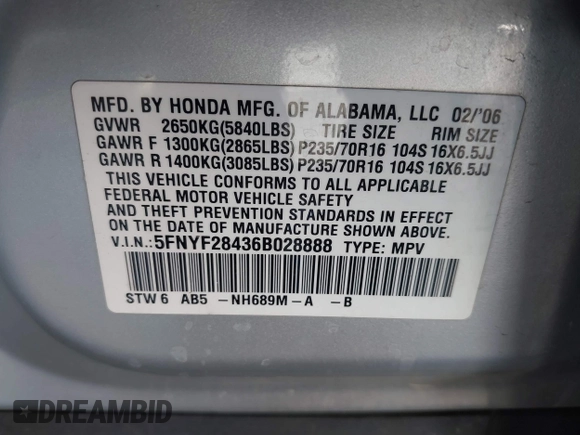 MFD. BY HONDA MFG. OF ALABAMA, LLC 02/'06
GVWR 2650KG(5840LBS) TIRE SIZE RIM SIZE
GAWR F 1300KG(2865LBS) P235/70R16 104S 16X6.5JJ
GAWR R 1400KG(3085LBS) P235/70R16 104S 16X6.5JJ
THIS VEHICLE CONFORMS TO ALL APPLICABLE
FEDERAL MOTOR VEHICLE SAFETY
AND THEFT PREVENTION STANDARDS IN EFFECT
ON THE DATE OF MANUFACTURE SHOWN ABOVE.
V.I.N.:5FNYF28436B028888 TYPE: MPV
STW 6 AB5 -NH689M-A -B
DREAMBID